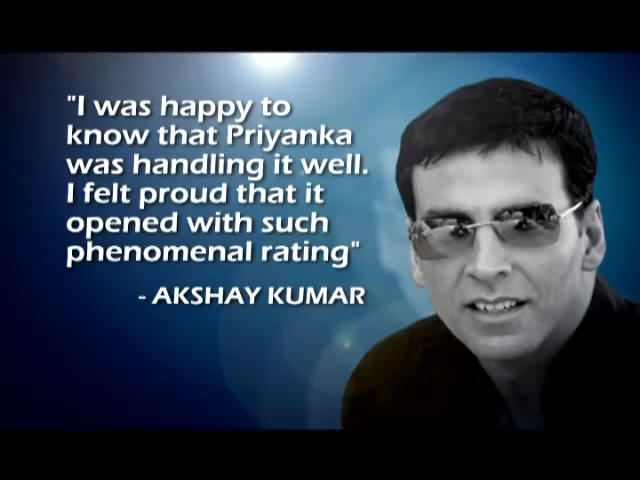 "I was happy to
know that Priyanka
was handling it well.
I felt proud that it
opened with such
phenomenal rating"
- AKSHAY KUMAR